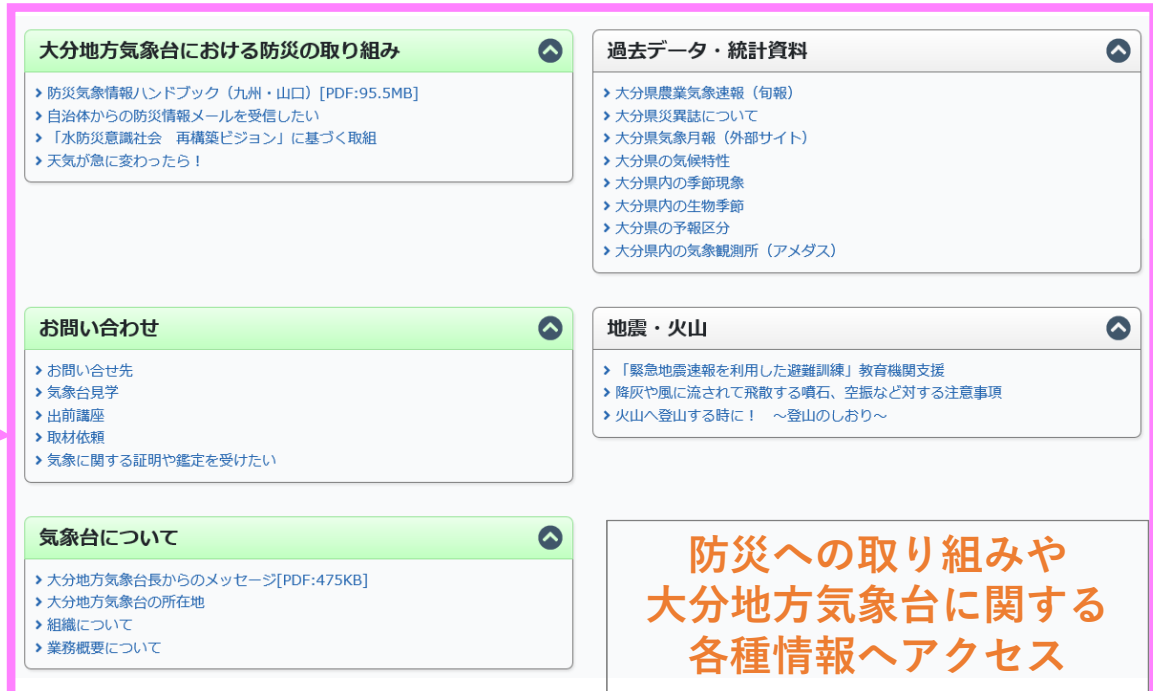 大分地方気象台における防災の取り組み
防災気象情報ハンドブック（九州・山口）[PDF:95.5MB]
自治体からの防災情報メールを受信したい
「水防災意識社会　再構築ビジョン」に基づく取組
天気が急に変わったら！
過去データ・統計資料
大分県農業気象速報（旬報）
大分県災異誌について
大分県気象月報（外部サイト）
大分県の気候特性
大分県内の季節現象
大分県内の生物季節
大分県の予報区分
大分県内の気象観測所（アメダス）
お問い合わせ
お問い合せ先
気象台見学
出前講座
取材依頼
気象に関する証明や鑑定を受けたい
地震・火山
「緊急地震速報を利用した避難訓練」教育機関支援
降灰や風に流されて飛散する噴石、空振など対する注意事項
火山へ登山する時に！　～登山のしおり～
気象台について
大分地方気象台長からのメッセージ[PDF:475KB]
大分地方気象台の所在地
組織について
業務概要について
防災への取り組みや
大分地方気象台に関する
各種情報へアクセス